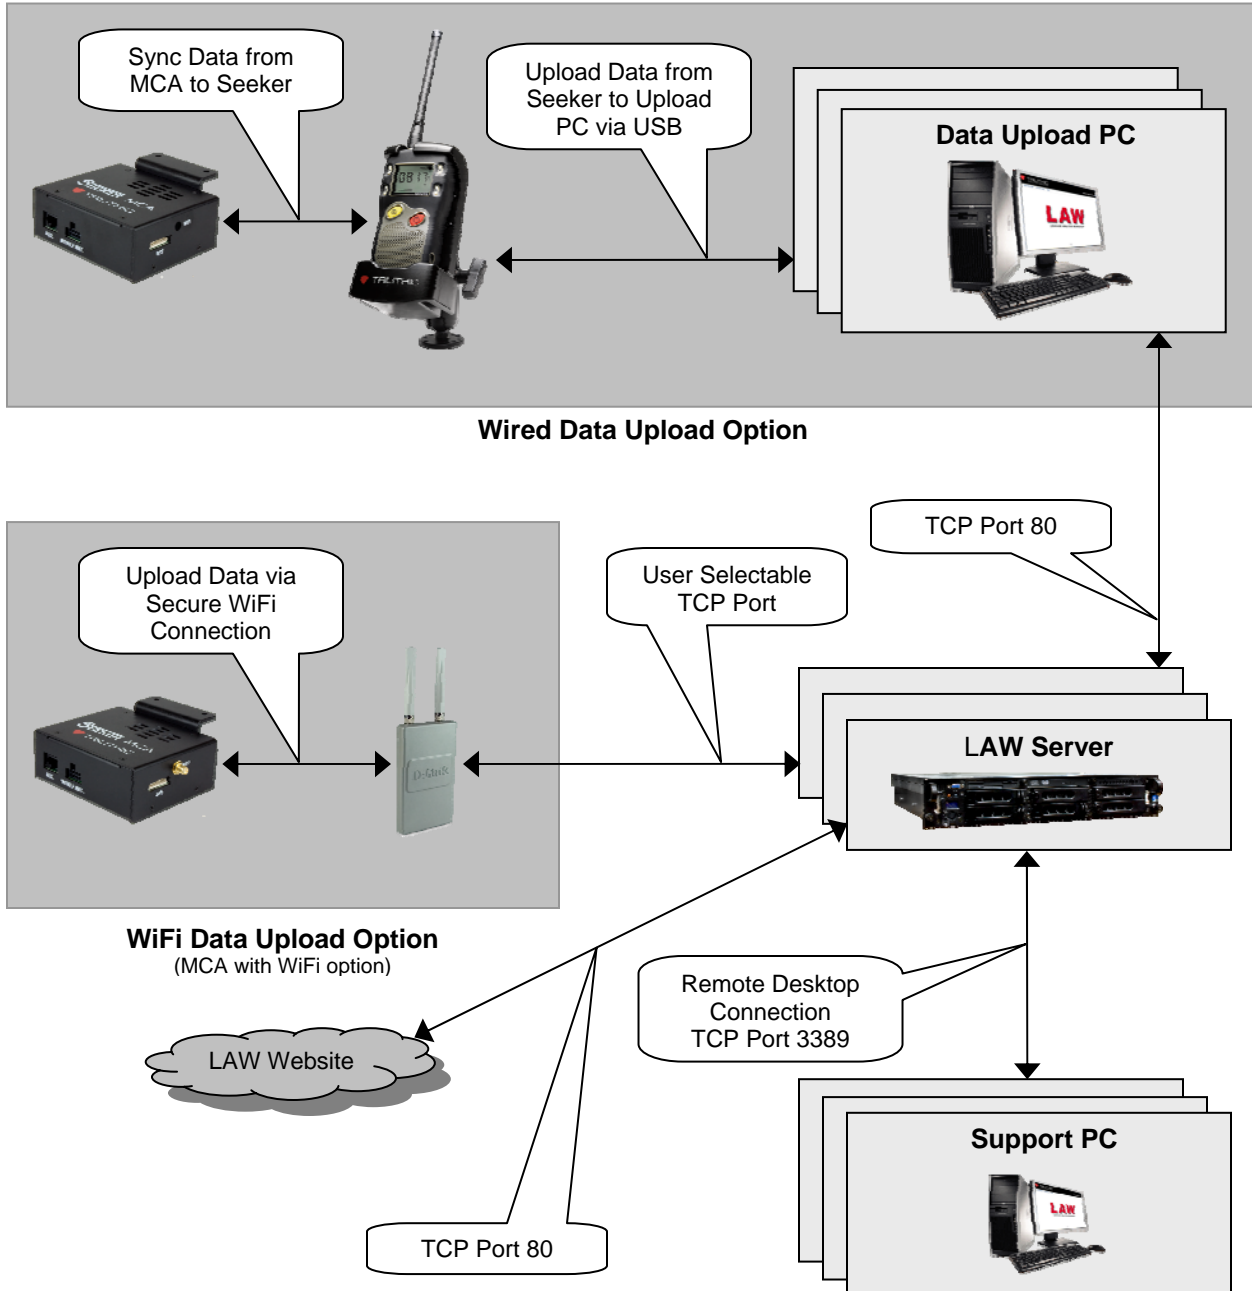 Sync Data from
MCA to Seeker
Upload Data from
Seeker to Upload
PC via USB
Data Upload PC
LAW
0817
TRILITHIC
Wired Data Upload Option
TCP Port 80
Upload Data via
Secure WiFi
Connection
User Selectable
TCP Port
D-Link
LAW Server
WiFi Data Upload Option
(MCA with WiFi option)
Remote Desktop
Connection
TCP Port 3389
LAW Website
Support PC
LAW
TCP Port 80